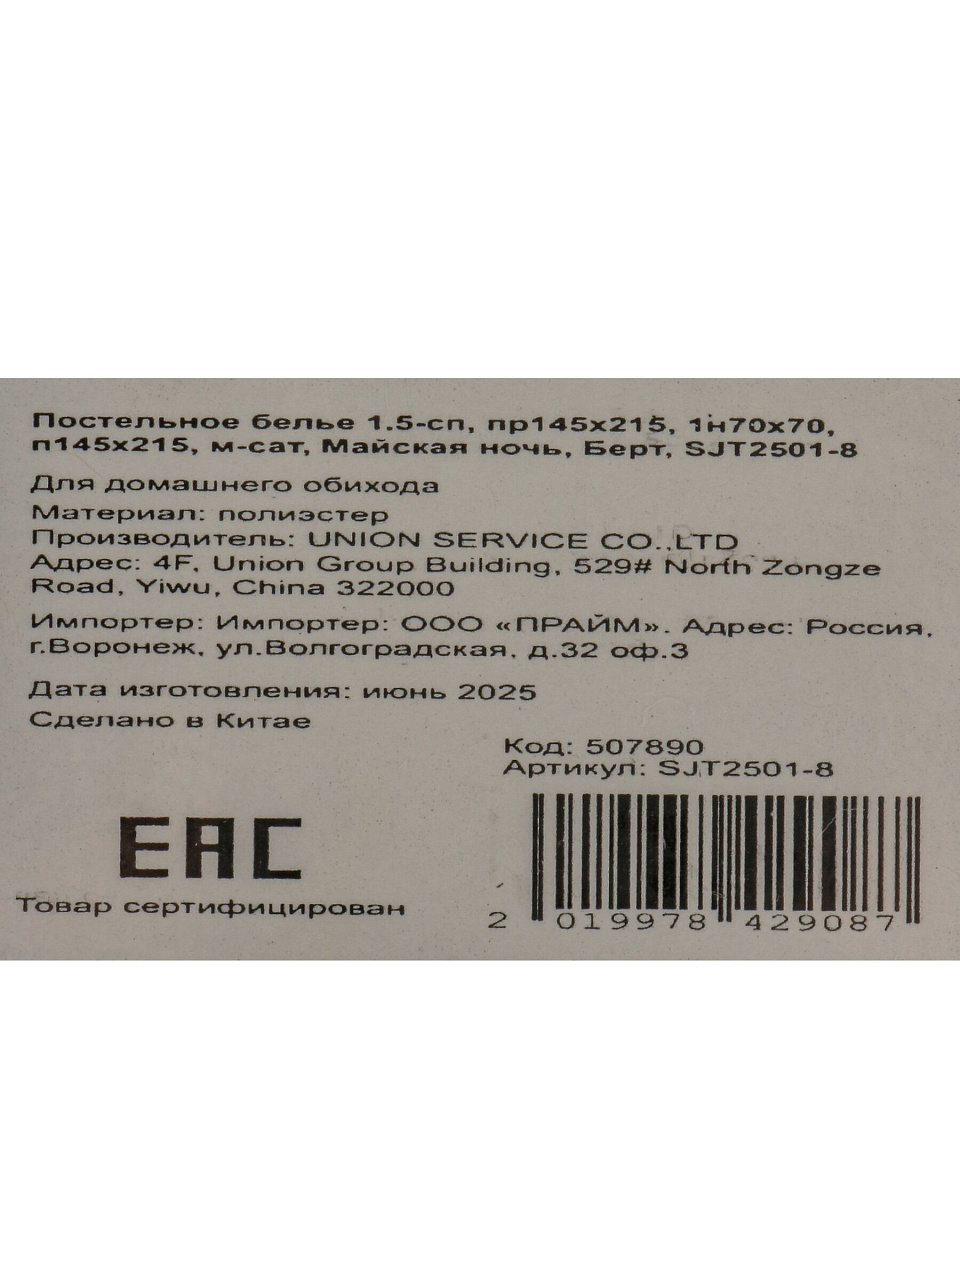 Постельное белье 1.5-сп, пр145х215, 1н70х70,
п145х215, м-сат, Майская ночь, Берт, SJT2501-8
Для домашнего обихода
Материал: полиэстер
Производитель: UNION SERVICE CO.,LTD
Адрес: 4F, Union Group Building, 529# North Zongze
Road, Yiwu, China 322000
Импортер: Импортер: ООО «ПРАЙМ». Адрес: Россия,
г.Воронеж, ул.Волгоградская, д.32 оф.3
Дата изготовления: июнь 2025
Сделано в Китае
Код: 507890
Артикул: SJT2501-8
EAC
Товар сертифицирован
2 019978 429087